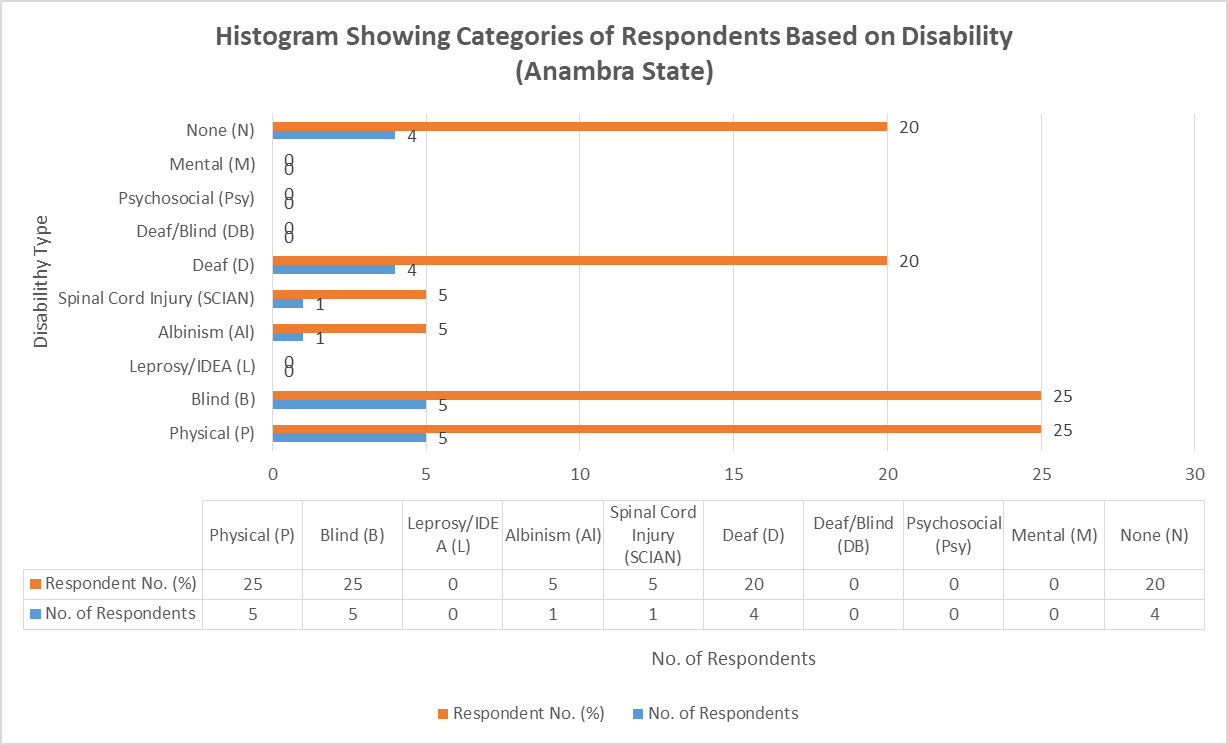 Histogram Showing Categories of Respondents Based on Disability
(Anambra State)
Disabilithy Type
None (N) 20
4
Mental (M) 0
0
Psychosocial (Psy) 0
0
Deaf/Blind (DB) 0
0
Deaf (D) 20
4
Spinal Cord Injury (SCIAN) 5
1
Albinism (Al) 5
1
Leprosy/IDEA (L) 0
0
Blind (B) 25
5
Physical (P) 25
5
0 5 10 15 20 25 30
Physical (P) Blind (B) Leprosy/IDE
A (L) Albinism (Al) Spinal Cord
Injury
(SCIAN) Deaf (D) Deaf/Blind
(DB) Psychosocial
(Psy) Mental (M) None (N)
Respondent No. (%) 25 25 0 5 5 20 0 0 0 20
No. of Respondents 5 5 0 1 1 4 0 0 0 4
No. of Respondents
Respondent No. (%) No. of Respondents